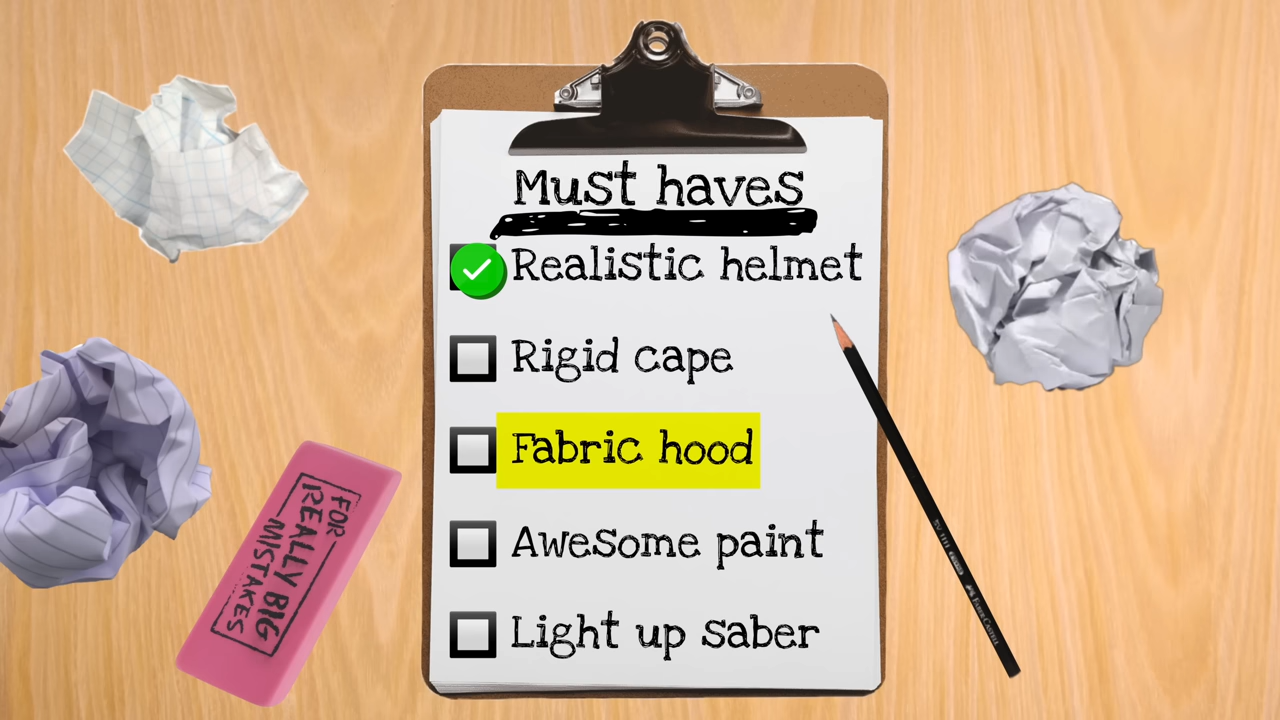 Must haves
Realistic helmet
Rigid cape
Fabric hood
Awesome paint
Light up saber
FOR
REALLY BIG
MISTAKES